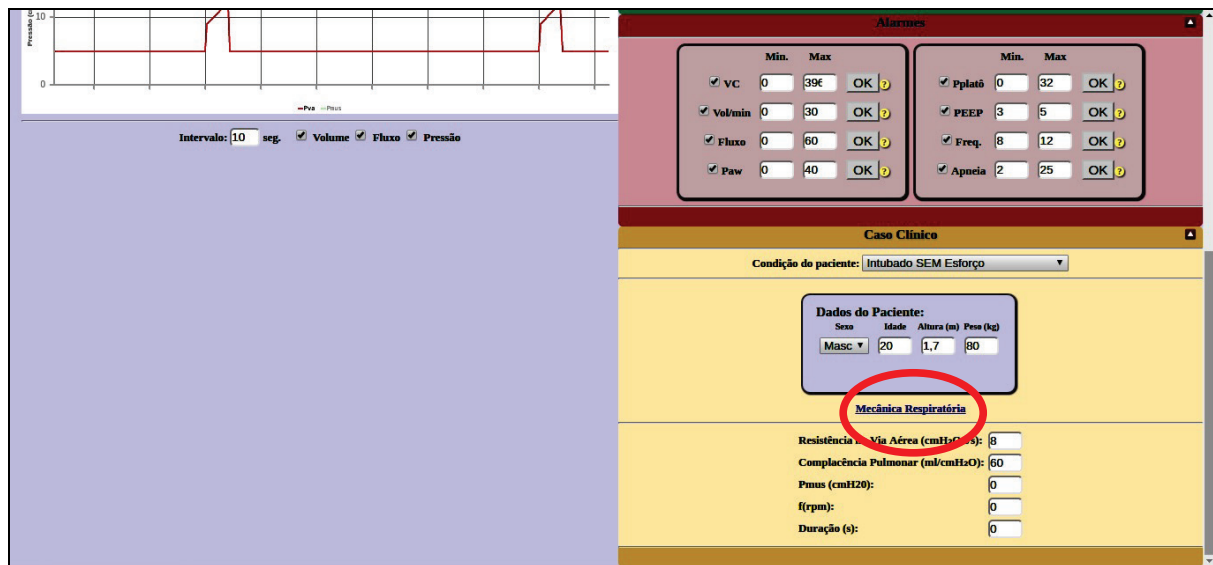 Pressão (c
10
0
Pva Pmus
Intervalo: 10 seg. Volume Fluxo Pressão
Alarmes
Min. Max
VC 0 396 OK ?
Vol/min 0 30 OK ?
Fluxo 0 60 OK ?
Paw 0 40 OK ?
Min. Max
Pplatô 0 32 OK ?
PEEP 3 5 OK ?
Freq. 8 12 OK ?
Apneia 2 25 OK ?
Caso Clínico
Condição do paciente: Intubado SEM Esforço
Dados do Paciente:
Sexo Idade Altura (m) Peso (kg)
Masc 20 1,7 80
Mecânica Respiratória
Resistência Via Aérea 8
Complacência Pulmonar (ml/cmH₂O): 60
Pmus (cmH20): 0
f(rpm): 0
Duração (s): 0